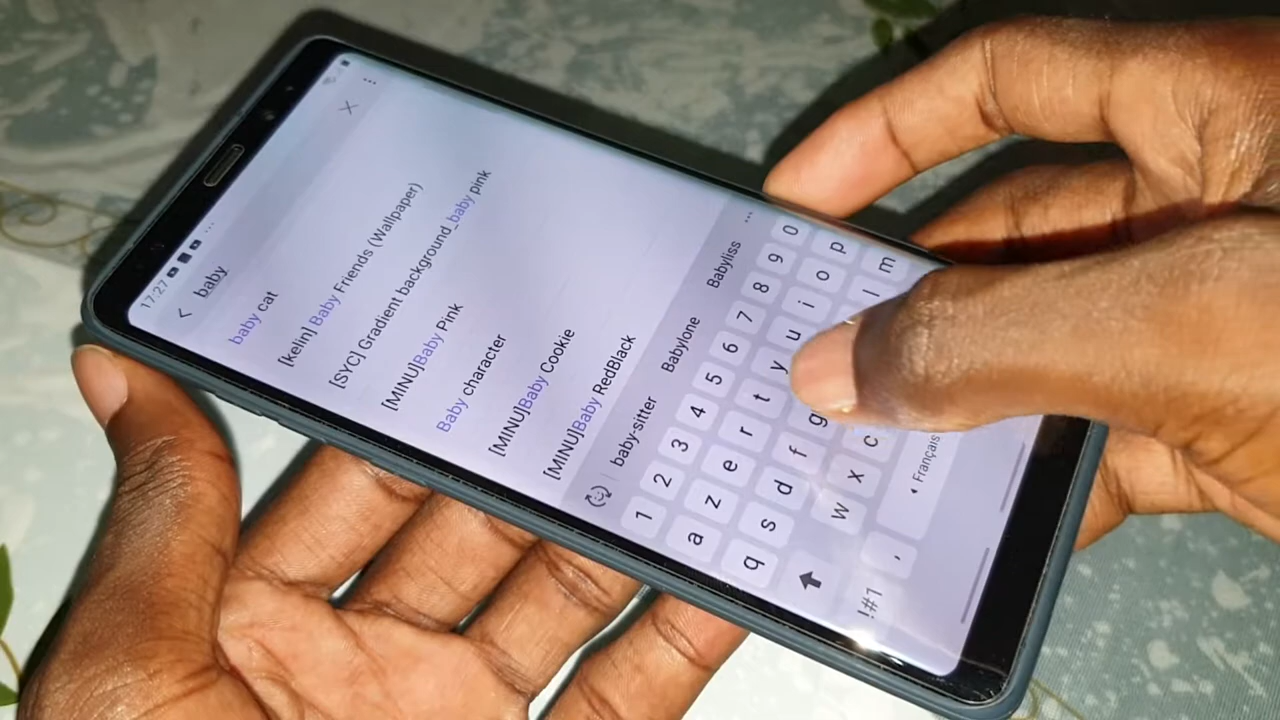 17:27
baby
baby cat
[kelin] Baby Friends (Wallpaper)
[SYC] Gradient background_baby pink
[MINU]Baby Pink
Baby character
[MINU]Baby Cookie
[MINU]Baby RedBlack
baby-sitter Babylone Babyliss
1 2 3 4 5 6 7 8 9 0
a z e r t y u i o p
q s d f g l m
w x c
!#1 , Français